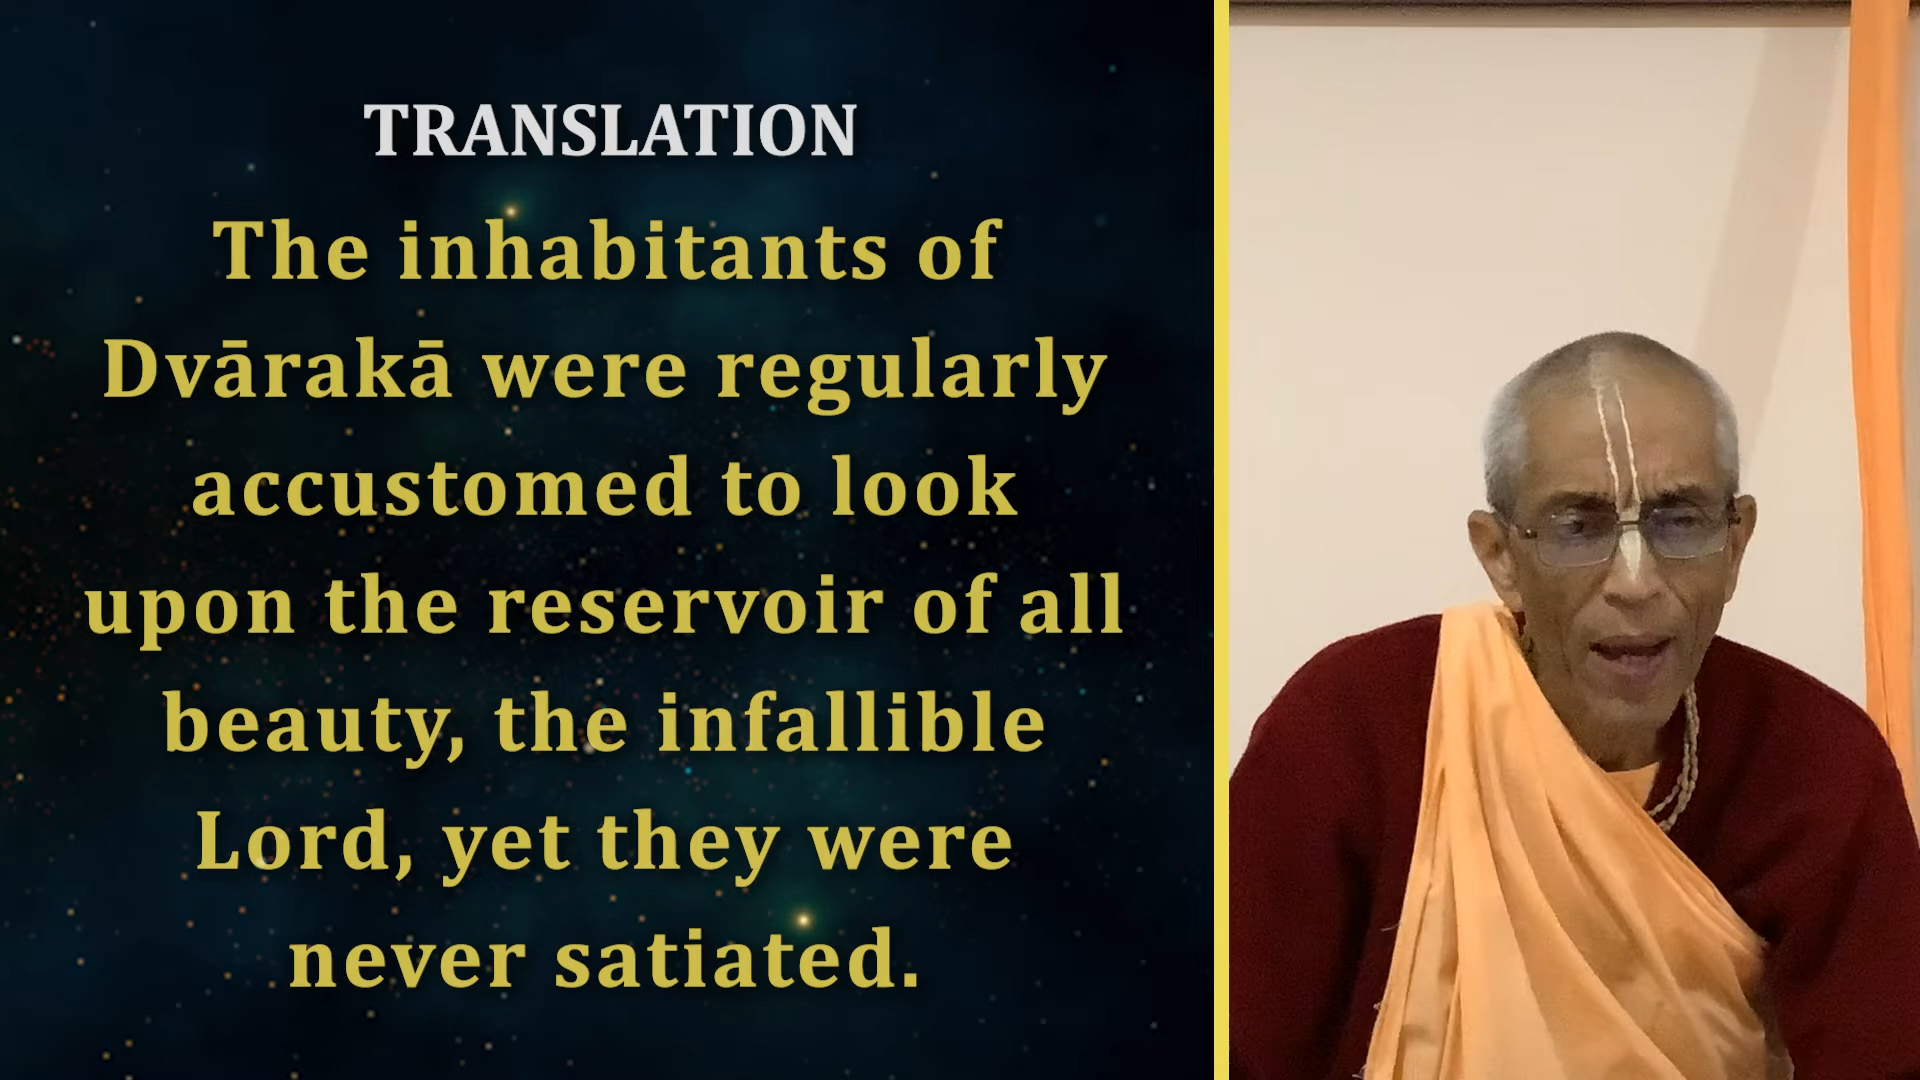 TRANSLATION
The inhabitants of
Dvārakā were regularly
accustomed to look
upon the reservoir of all
beauty, the infallible
Lord, yet they were
never satiated.